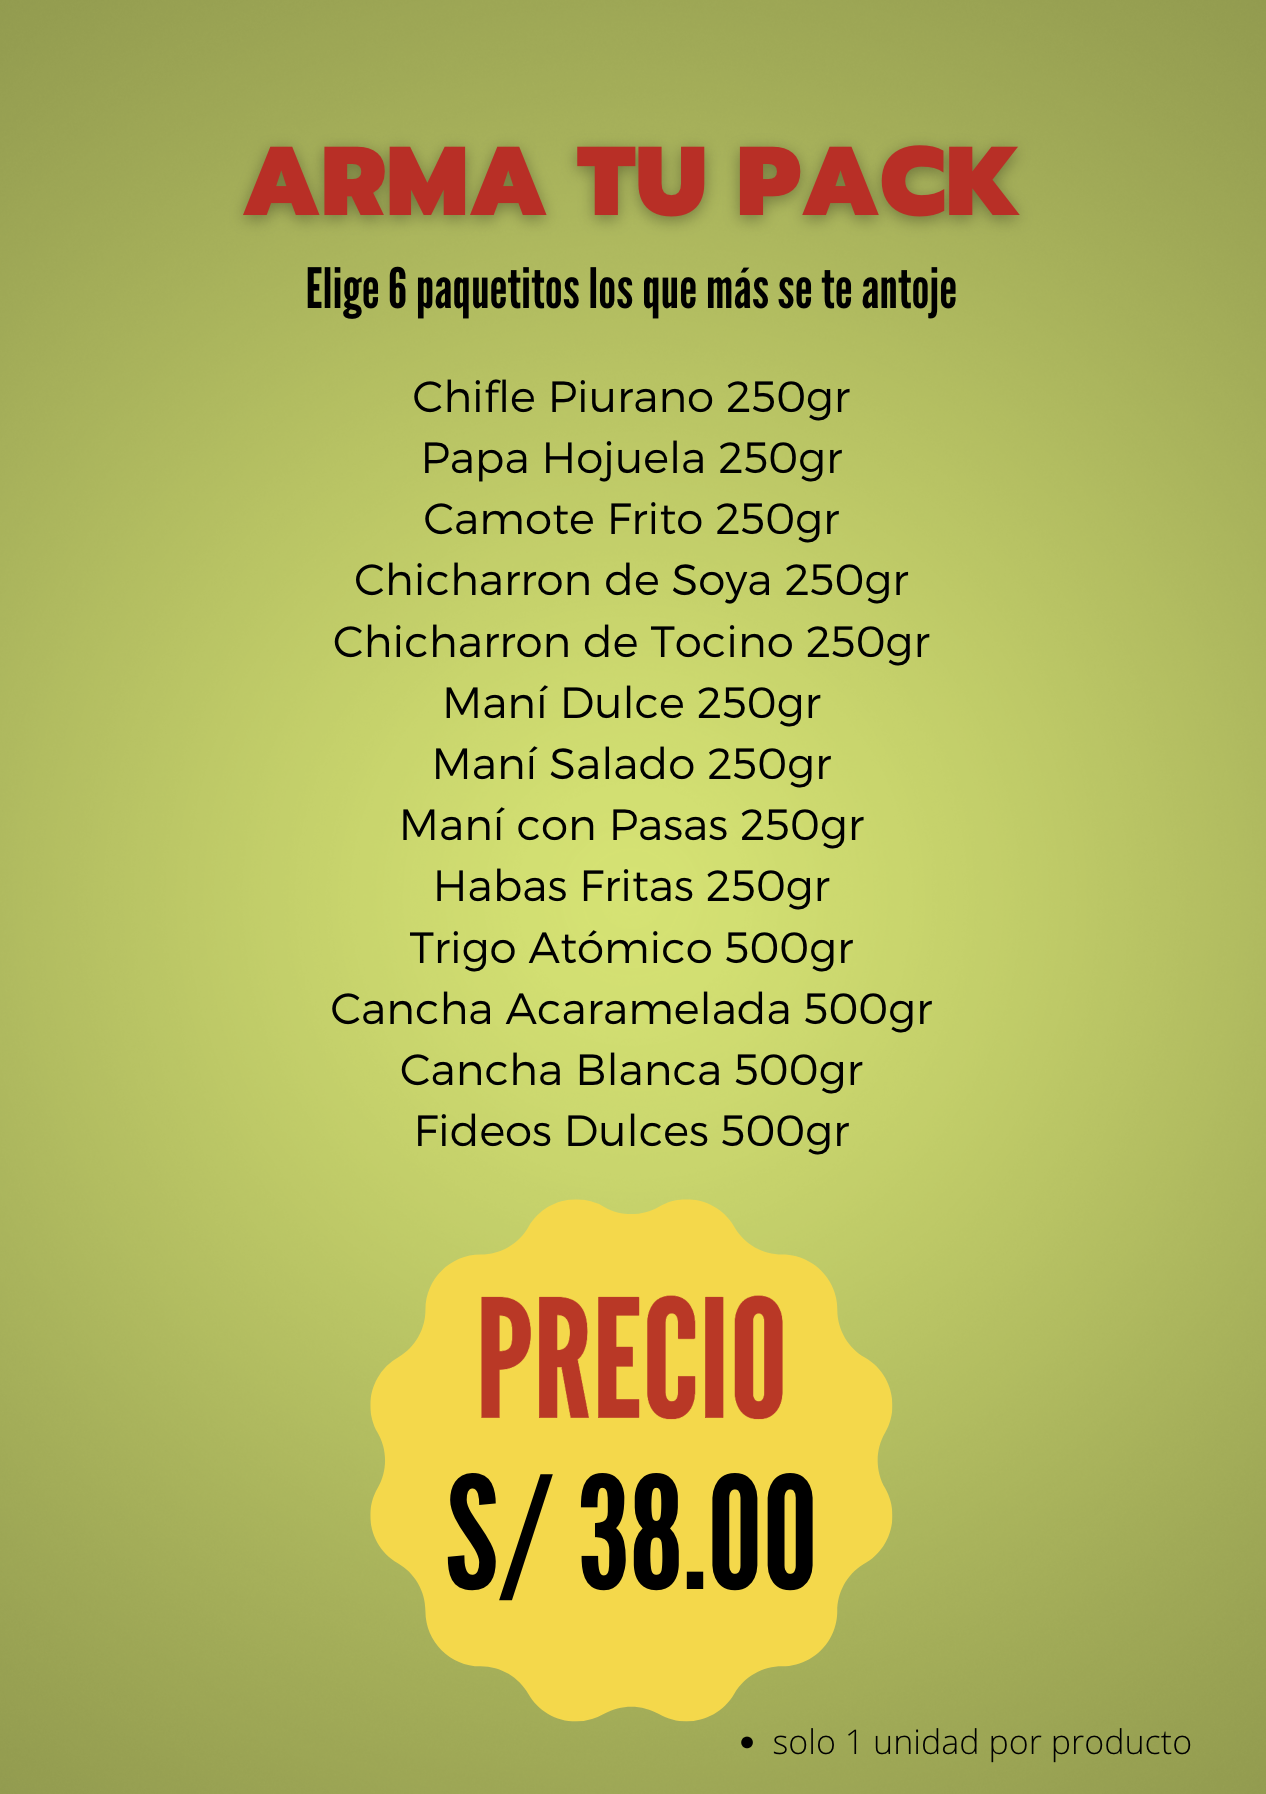 ARMA TU PACK
Elige 6 paquetitos los que más se te antoje
Chifle Piurano 250gr
Papa Hojuela 250gr
Camote Frito 250gr
Chicharron de Soya 250gr
Chicharron de Tocino 250gr
Maní Dulce 250gr
Maní Salado 250gr
Maní con Pasas 250gr
Habas Fritas 250gr
Trigo Atómico 500gr
Cancha Acaramelada 500gr
Cancha Blanca 500gr
Fideos Dulces 500gr
PRECIO
S/ 38.00
• solo 1 unidad por producto